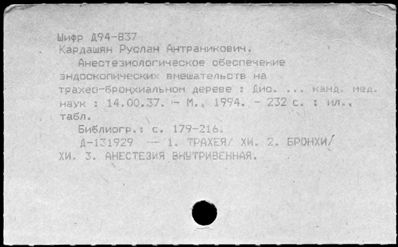 Шифр Д94-837
Кардашян Руслан Антраникович.
Анестезиологическое обеспечение
эндоскопических вмешательств на
трахео-бронхиальном дереве : Дис. ... канд. мед.
наук : 14.00.37. - М., 1994. - 232 с. : ил.,
табл.
Библиогр.: с. 179-216.
Д-131929 -- 1. ТРАХЕЯ/ ХИ. 2. БРОНХИ/
ХИ. 3. АНЕСТЕЗИЯ ВНУТРИВЕННАЯ.